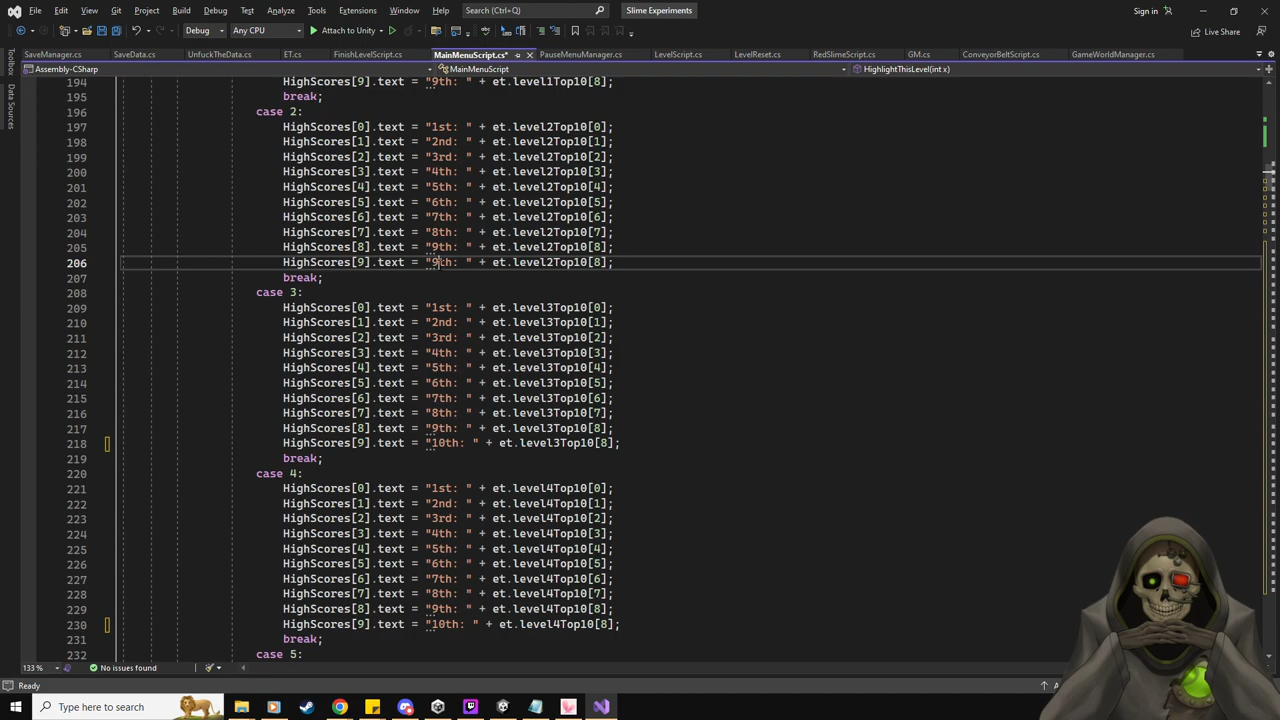 File Edit View Git Project Build Debug Test Analyze Tools Extensions Window Help Search (Ctrl+Q) Slime Experiments Sign in
Debug Any CPU Attach to Unity Live Share
SaveManager.cs SaveData.cs UnfuckTheData.cs ET.cs FinishLevelScript.cs MainMenuScript.cs* PauseMenuManager.cs LevelScript.cs LevelReset.cs RedSlimeScript.cs GM.cs ConveyorBeltScript.cs GameWorldManager.cs
Toolbox
Data Sources
Assembly-CSharp MainMenuScript HighlightThisLevel(int x)
194 HighScores[9].text = "9th: " + et.level1Top10[8];
195 break;
196 case 2:
197 HighScores[0].text = "1st: " + et.level2Top10[0];
198 HighScores[1].text = "2nd: " + et.level2Top10[1];
199 HighScores[2].text = "3rd: " + et.level2Top10[2];
200 HighScores[3].text = "4th: " + et.level2Top10[3];
201 HighScores[4].text = "5th: " + et.level2Top10[4];
202 HighScores[5].text = "6th: " + et.level2Top10[5];
203 HighScores[6].text = "7th: " + et.level2Top10[6];
204 HighScores[7].text = "8th: " + et.level2Top10[7];
205 HighScores[8].text = "9th: " + et.level2Top10[8];
206 HighScores[9].text = "9th: " + et.level2Top10[8];
207 break;
208 case 3:
209 HighScores[0].text = "1st: " + et.level3Top10[0];
210 HighScores[1].text = "2nd: " + et.level3Top10[1];
211 HighScores[2].text = "3rd: " + et.level3Top10[2];
212 HighScores[3].text = "4th: " + et.level3Top10[3];
213 HighScores[4].text = "5th: " + et.level3Top10[4];
214 HighScores[5].text = "6th: " + et.level3Top10[5];
215 HighScores[6].text = "7th: " + et.level3Top10[6];
216 HighScores[7].text = "8th: " + et.level3Top10[7];
217 HighScores[8].text = "9th: " + et.level3Top10[8];
218 HighScores[9].text = "10th: " + et.level3Top10[8];
219 break;
220 case 4:
221 HighScores[0].text = "1st: " + et.level4Top10[0];
222 HighScores[1].text = "2nd: " + et.level4Top10[1];
223 HighScores[2].text = "3rd: " + et.level4Top10[2];
224 HighScores[3].text = "4th: " + et.level4Top10[3];
225 HighScores[4].text = "5th: " + et.level4Top10[4];
226 HighScores[5].text = "6th: " + et.level4Top10[5];
227 HighScores[6].text = "7th: " + et.level4Top10[6];
228 HighScores[7].text = "8th: " + et.level4Top10[7];
229 HighScores[8].text = "9th: " + et.level4Top10[8];
230 HighScores[9].text = "10th: " + et.level4Top10[8];
231 break;
232 case 5:
133 % No issues found
Ready
Type here to search